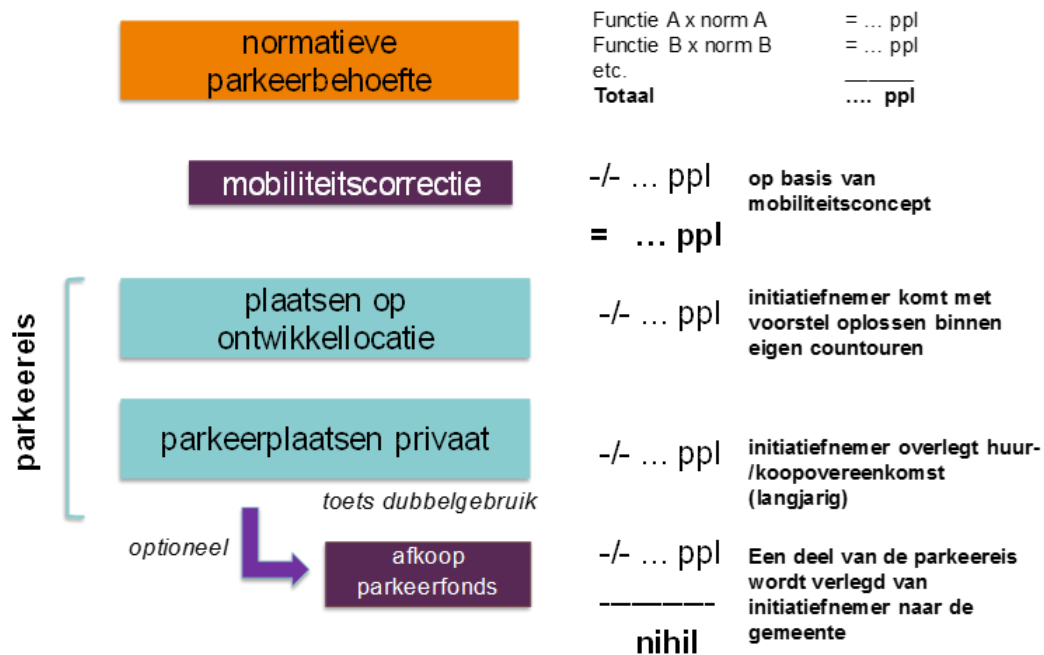 normatieve
parkeerbehoefte
Functie A x norm A = ... ppl
Functie B x norm B = ... ppl
etc. ______
Totaal .... ppl
mobiliteitscorrectie
-/- ... ppl
op basis van
mobiliteitsconcept
= ... ppl
parkeereis
plaatsen op
ontwikkellocatie
-/- ... ppl
initiatiefnemer komt met
voorstel oplossen binnen
eigen countouren
parkeerplaatsen privaat
-/- ... ppl
initiatiefnemer overlegt huur-
/koopovereenkomst
(langjarig)
toets dubbelgebruik
optioneel
afkoop
parkeerfonds
-/- ... ppl
Een deel van de parkeereis
wordt verlegd van
initiatiefnemer naar de
gemeente
-------------
nihil